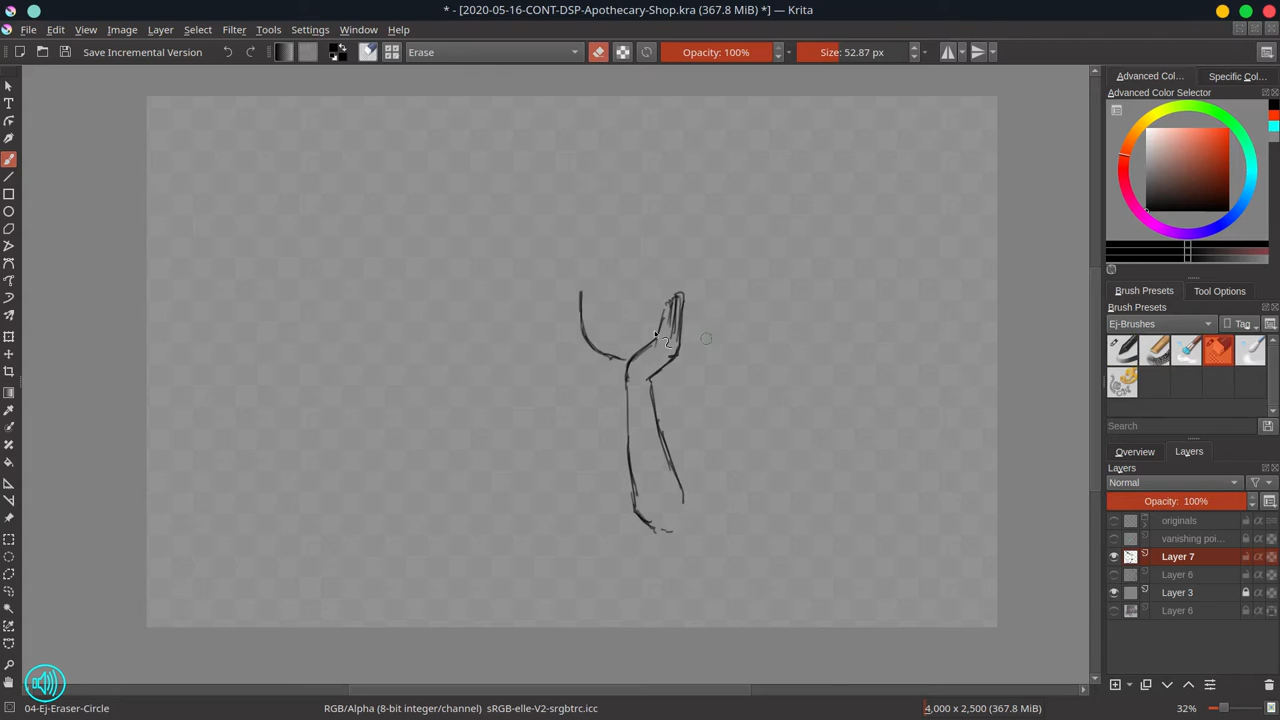 * - [2020-05-16-CONT-DSP-Apothecary-Shop.kra (367.8 MiB) *] — Krita
File Edit View Image Layer Select Filter Tools Settings Window Help
Save Incremental Version
Erase
Opacity: 100%
Size: 52.87 px
Advanced Col... Specific Col...
Advanced Color Selector
Brush Presets Tool Options
Brush Presets
Ej-Brushes
Tag
Search
Overview Layers
Layers
Normal
Opacity: 100%
originals
vanishing poi...
Layer 7
Layer 6
Layer 3
Layer 6
04-Ej-Eraser-Circle
RGB/Alpha (8-bit integer/channel) sRGB-elle-V2-srgbtrc.icc
4,000 x 2,500 (367.8 MiB)
32%